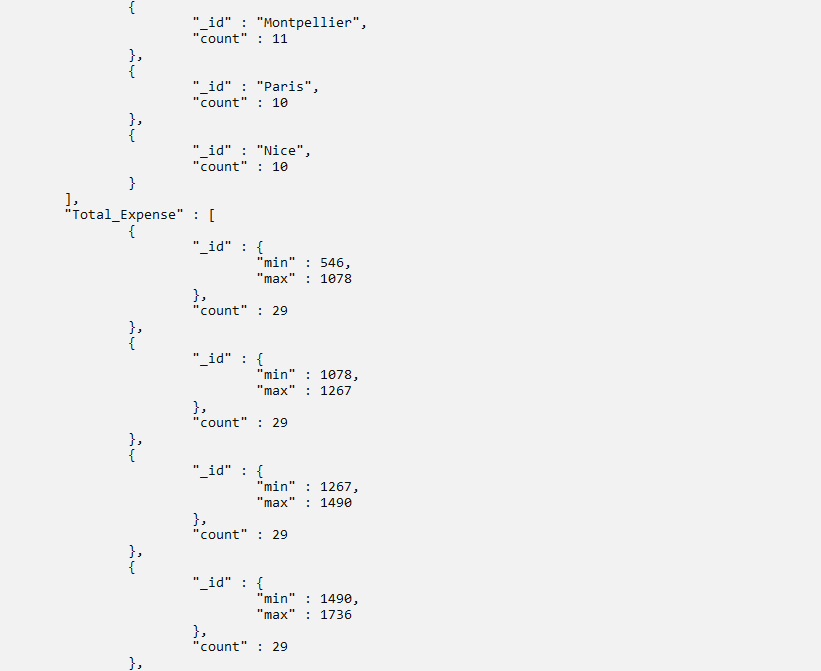 {
"_id" : "Montpellier",
"count" : 11
},
{
"_id" : "Paris",
"count" : 10
},
{
"_id" : "Nice",
"count" : 10
}
],
"Total_Expense" : [
{
"_id" : {
"min" : 546,
"max" : 1078
},
"count" : 29
},
{
"_id" : {
"min" : 1078,
"max" : 1267
},
"count" : 29
},
{
"_id" : {
"min" : 1267,
"max" : 1490
},
"count" : 29
},
{
"_id" : {
"min" : 1490,
"max" : 1736
},
"count" : 29
},